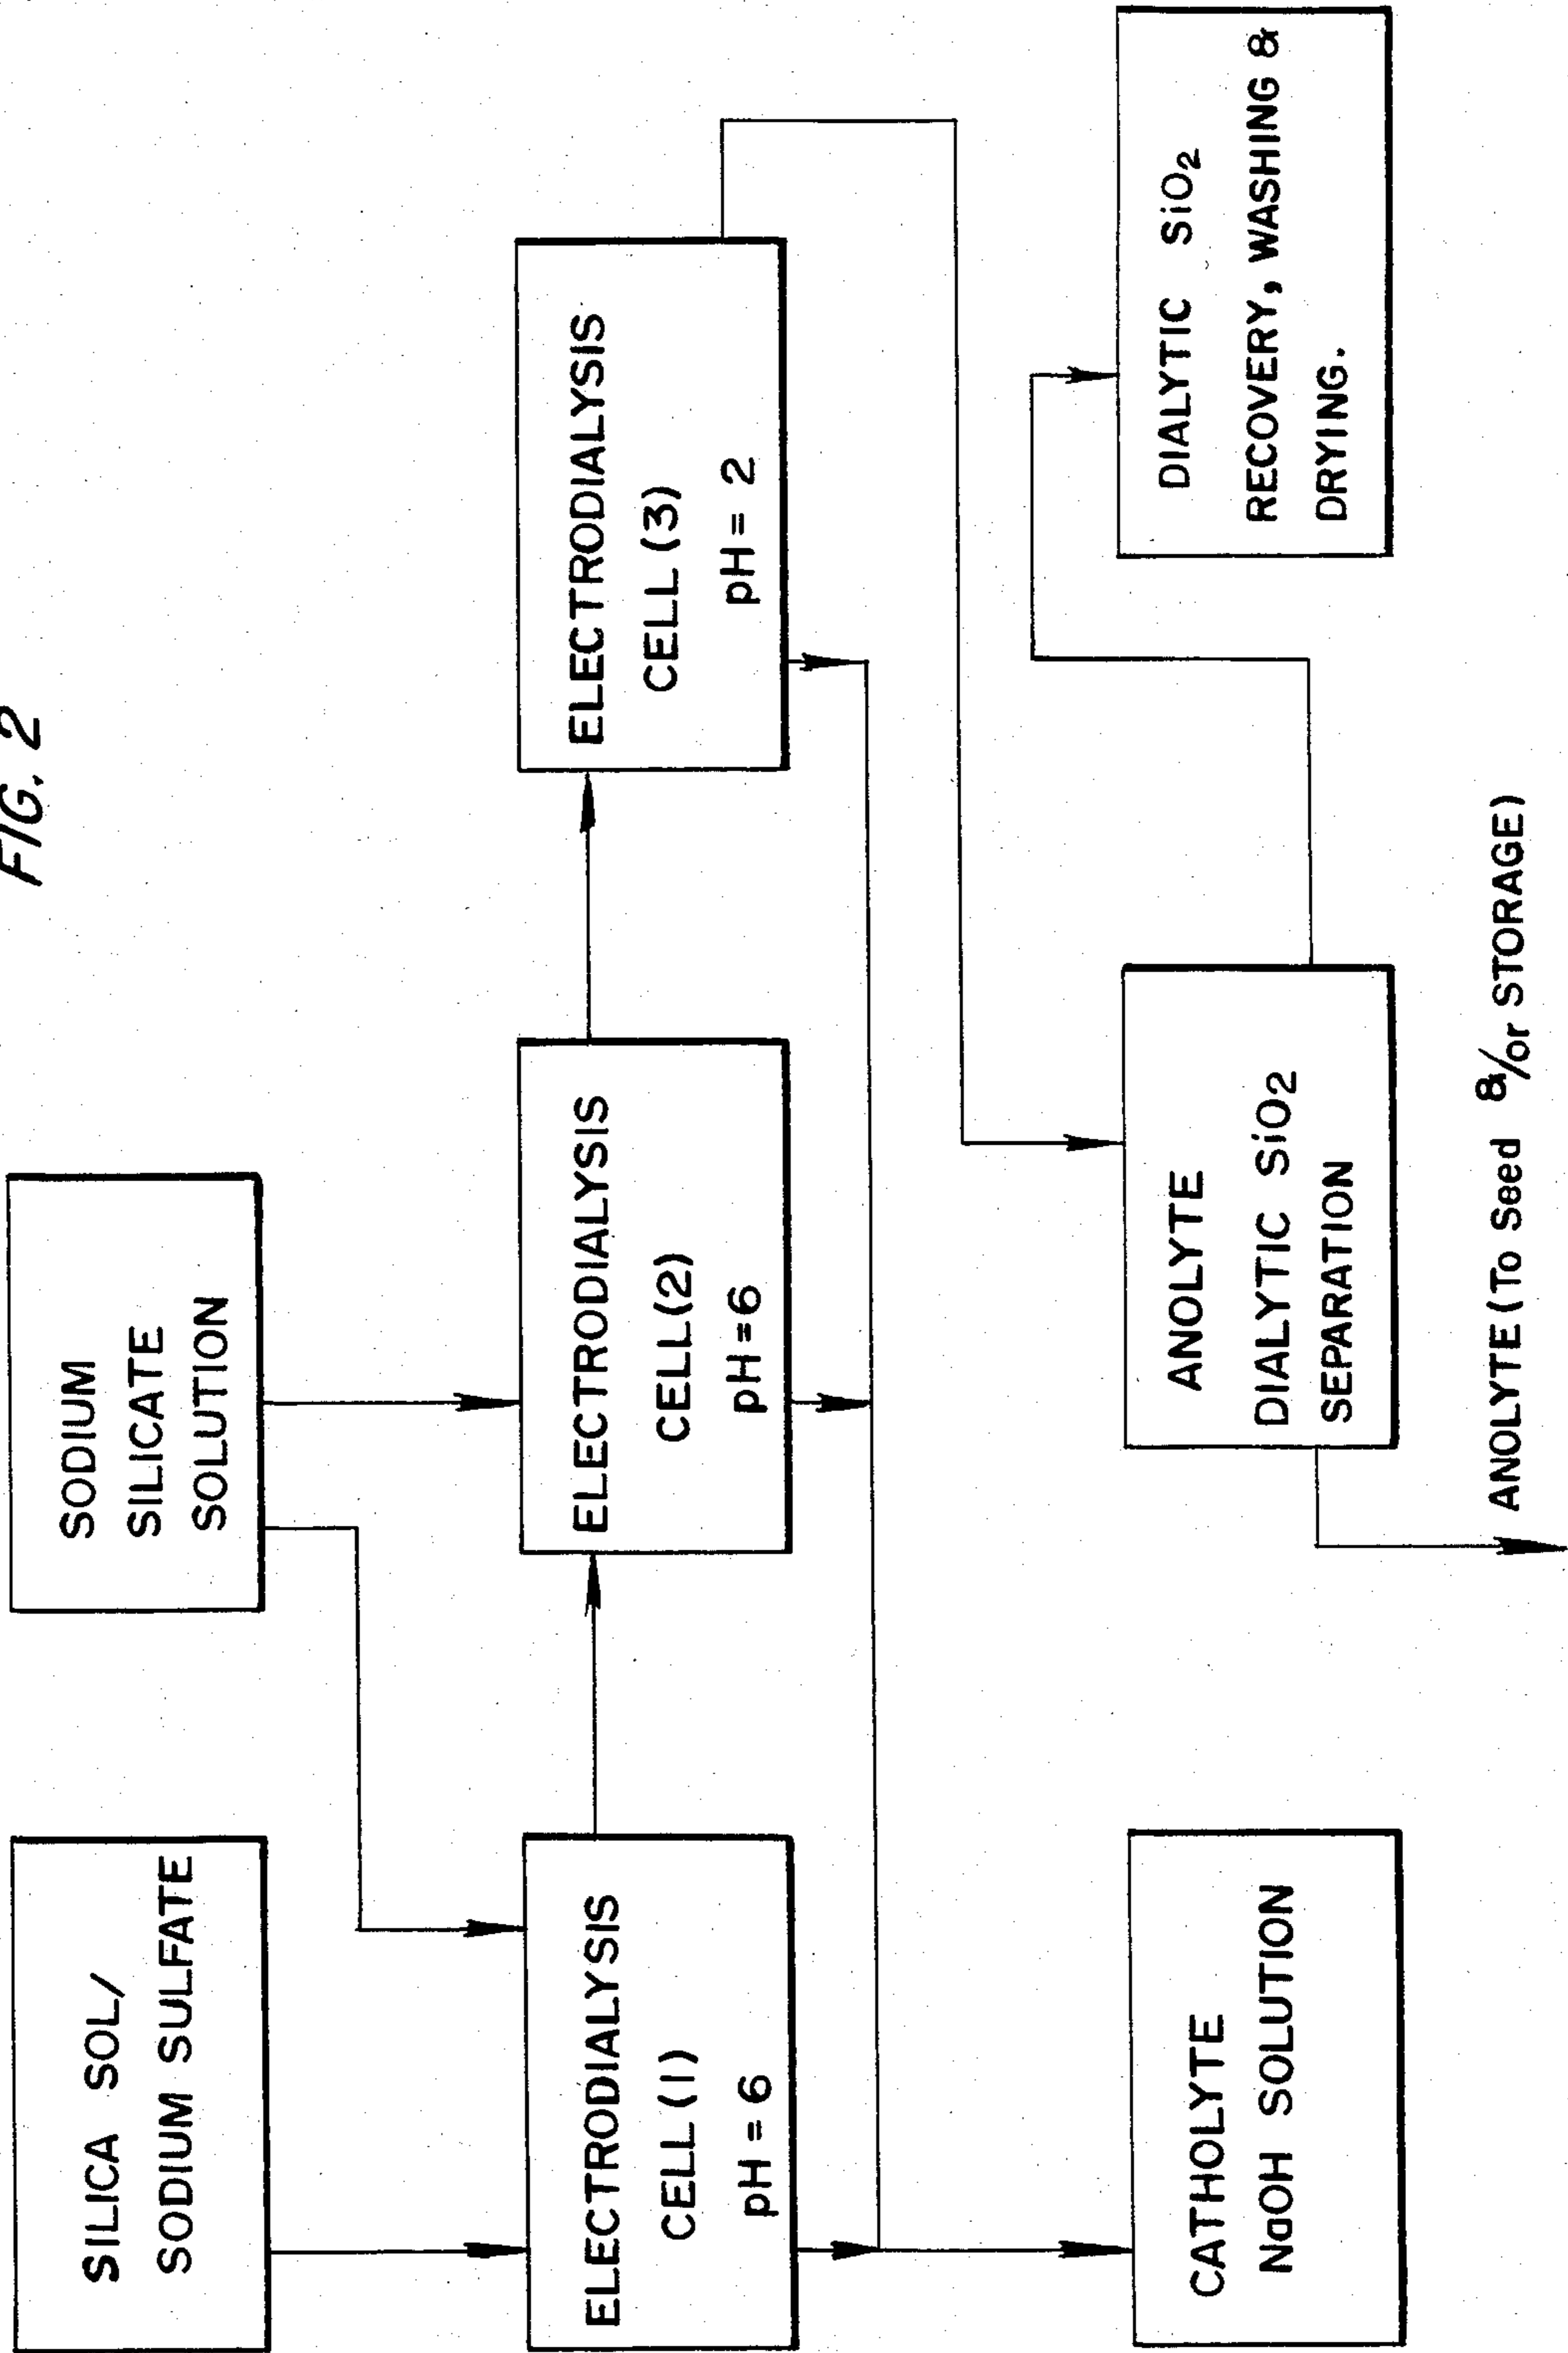 FIG. 2
SILICA SOL/
SODIUM SULFATE
SODIUM
SILICATE
SOLUTION
ELECTRODIALYSIS
CELL (1)
pH = 6
ELECTRODIALYSIS
CELL(2)
pH=6
ELECTRODIALYSIS
CELL (3)
pH = 2
CATHOLYTE
NaOH SOLUTION
ANOLYTE
DIALYTIC SiO2
SEPARATION
DIALYTIC SiO2
RECOVERY, WASHING &
DRYING.
ANOLYTE (To Seed &/or STORAGE)